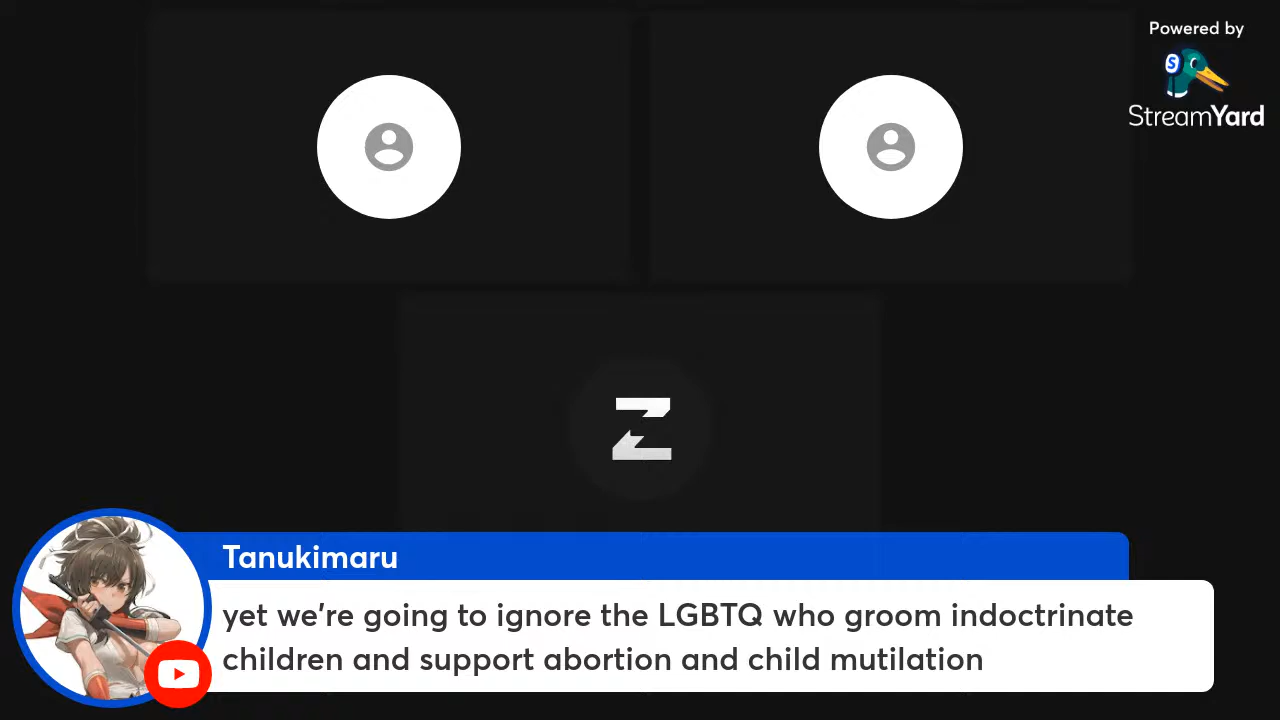 Powered by
StreamYard
Z
Tanukimaru
yet we're going to ignore the LGBTQ who groom indoctrinate
children and support abortion and child mutilation